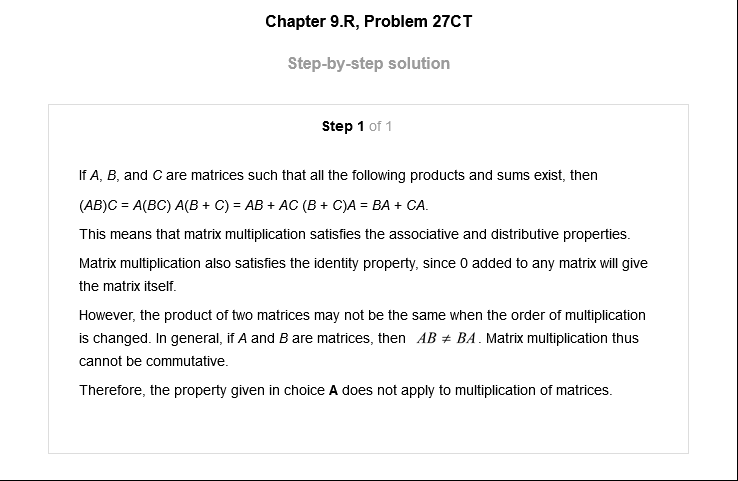 Chapter 9.R, Problem 27CT
Step-by-step solution
Step 1 of 1
If A, B, and C are matrices such that all the following products and sums exist, then
(AB)C = A(BC) A(B + C) = AB + AC (B + C)A = BA + CA.
This means that matrix multiplication satisfies the associative and distributive properties.
Matrix multiplication also satisfies the identity property, since 0 added to any matrix will give
the matrix itself.
However, the product of two matrices may not be the same when the order of multiplication
is changed. In general, if A and B are matrices, then AB ≠ BA. Matrix multiplication thus
cannot be commutative.
Therefore, the property given in choice A does not apply to multiplication of matrices.